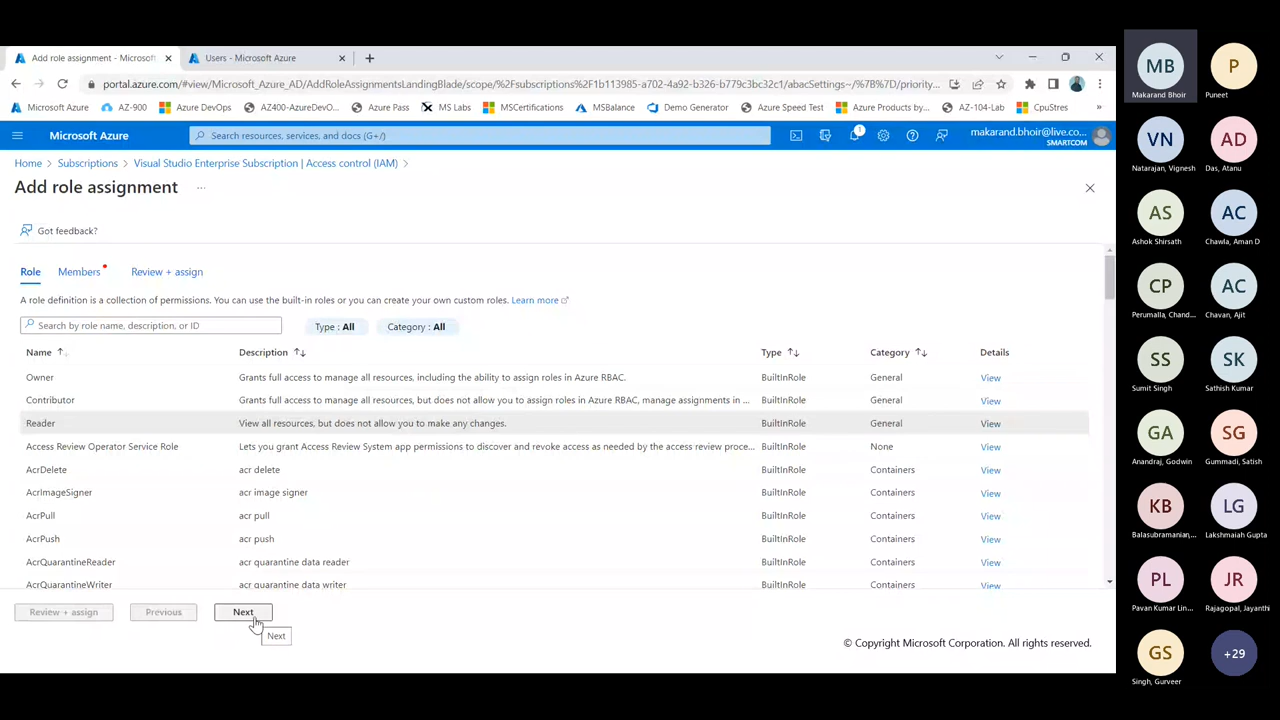 Add role assignment - Microsoft
Users - Microsoft Azure
portal.azure.com/#view/Microsoft_Azure_AD/AddRoleAssignmentsLandingBlade/scope/%2Fsubscriptions%2F1b113985-a702-4a92-b326-b779c3bc32c1/abacSettings~/%7B%7D/priority...
Microsoft Azure
AZ-900
Azure DevOps
AZ400-AzureDevO...
Azure Pass
MS Labs
MSCertifications
MSBalance
Demo Generator
Azure Speed Test
Azure Products by...
AZ-104-Lab
CpuStres
»
Microsoft Azure
Search resources, services, and docs (G+/)
1
makarand.bhoir@live.co...
SMARTCOM
Home > Subscriptions > Visual Studio Enterprise Subscription | Access control (IAM) >
Add role assignment ...
Got feedback?
Role Members Review + assign
A role definition is a collection of permissions. You can use the built-in roles or you can create your own custom roles. Learn more
Search by role name, description, or ID
Type : All
Category : All
Name Description Type Category Details
Owner Grants full access to manage all resources, including the ability to assign roles in Azure RBAC. BuiltInRole General View
Contributor Grants full access to manage all resources, but does not allow you to assign roles in Azure RBAC, manage assignments in ... BuiltInRole General View
Reader View all resources, but does not allow you to make any changes. BuiltInRole General View
Access Review Operator Service Role Lets you grant Access Review System app permissions to discover and revoke access as needed by the access review proce... BuiltInRole None View
AcrDelete acr delete BuiltInRole Containers View
AcrImageSigner acr image signer BuiltInRole Containers View
AcrPull acr pull BuiltInRole Containers View
AcrPush acr push BuiltInRole Containers View
AcrQuarantineReader acr quarantine data reader BuiltInRole Containers View
AcrQuarantineWriter acr quarantine data writer BuiltInRole Containers View
Review + assign Previous Next
Next
© Copyright Microsoft Corporation. All rights reserved.
MB P
Makarand Bhoir Puneet
VN AD
Natarajan, Vignesh Das, Atanu
AS AC
Ashok Shirsath Chawla, Aman D
CP AC
Perumalla, Chand... Chavan, Ajit
SS SK
Sumit Singh Sathish Kumar
GA SG
Anandraj, Godwin Gummadi, Satish
KB LG
Balasubramanian,... Lakshmaiah Gupta
PL JR
Pavan Kumar Lin... Rajagopal, Jayanthi
GS +29
Singh, Gurveer